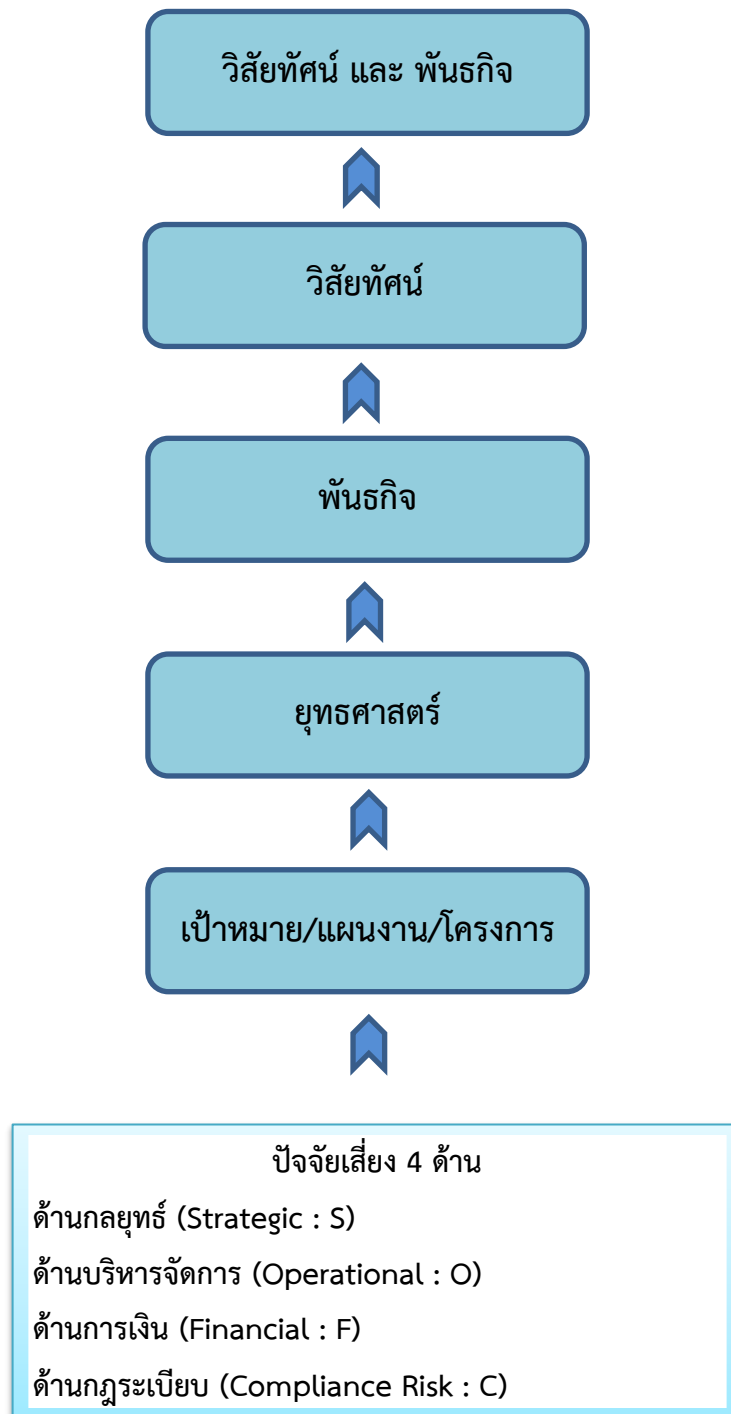 วิสัยทัศน์ และ พันธกิจ
วิสัยทัศน์
พันธกิจ
ยุทธศาสตร์
เป้าหมาย/แผนงาน/โครงการ
ปัจจัยเสี่ยง 4 ด้าน
ด้านกลยุทธ์ (Strategic : S)
ด้านบริหารจัดการ (Operational : O)
ด้านการเงิน (Financial : F)
ด้านกฎระเบียบ (Compliance Risk : C)